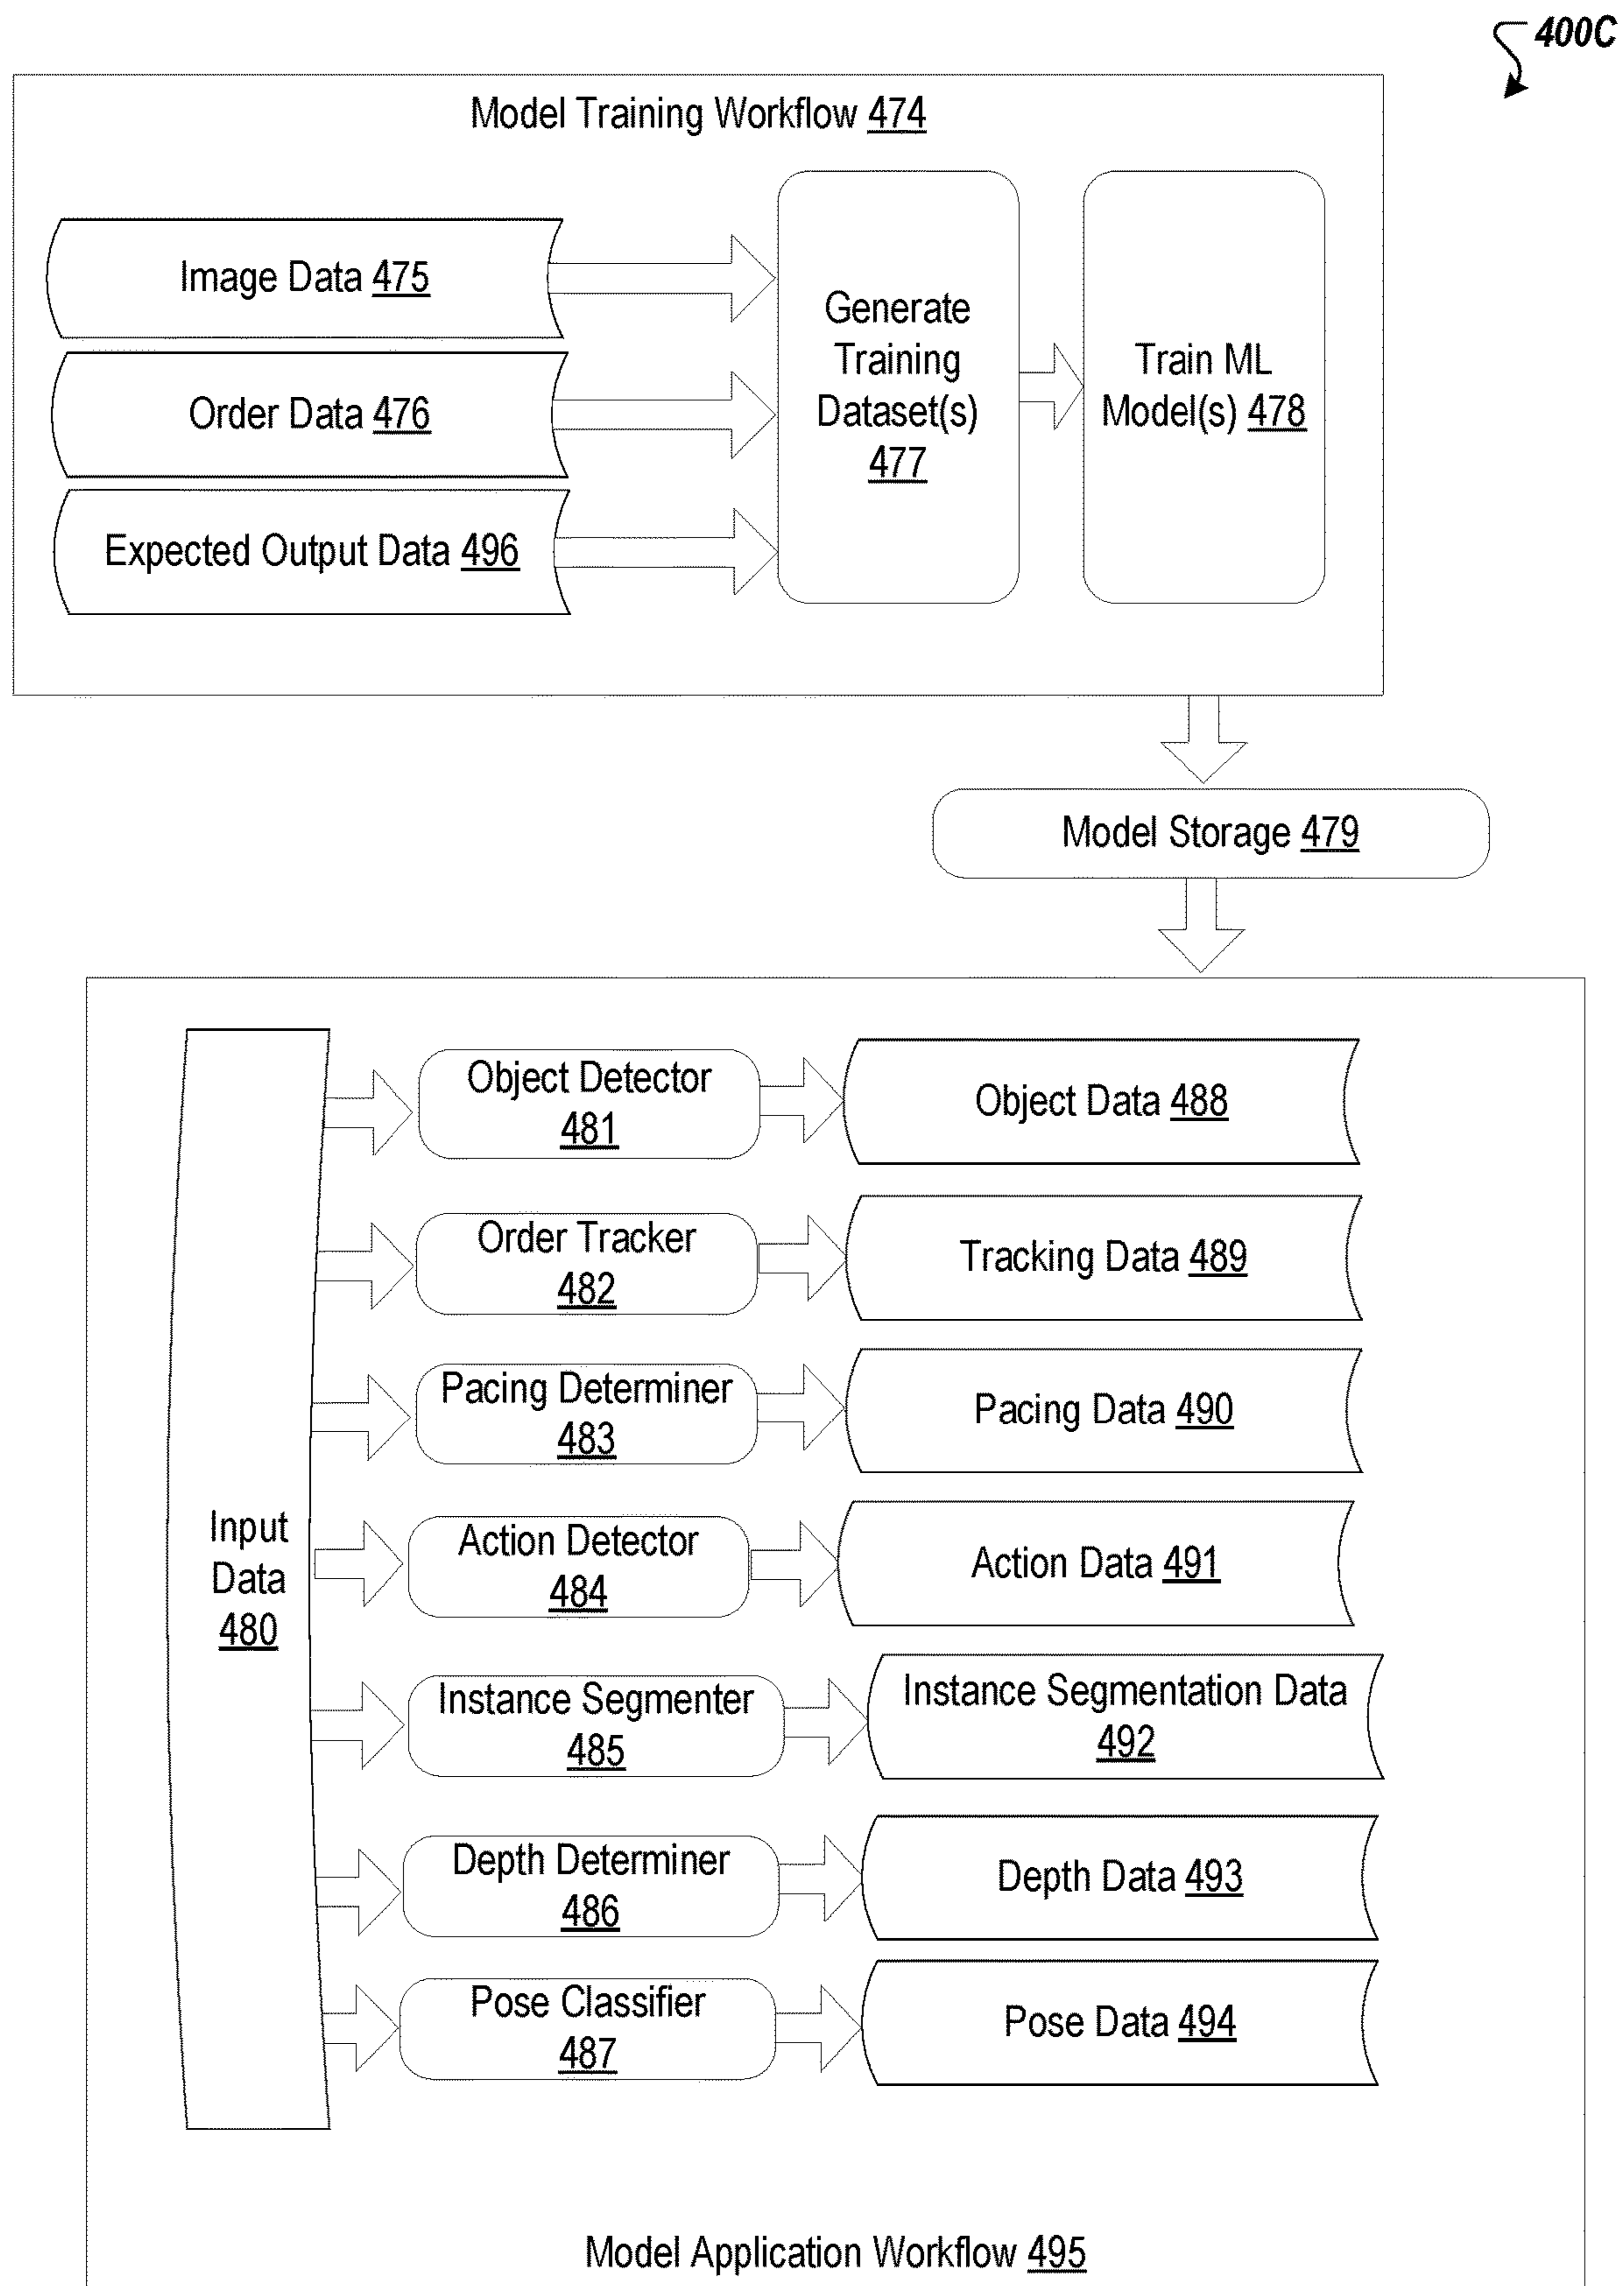 400C
Model Training Workflow 474
Image Data 475
Order Data 476
Expected Output Data 496
Generate
Training
Dataset(s)
477
Train ML
Model(s) 478
Model Storage 479
Input
Data
480
Object Detector
481
Object Data 488
Order Tracker
482
Tracking Data 489
Pacing Determiner
483
Pacing Data 490
Action Detector
484
Action Data 491
Instance Segmenter
485
Instance Segmentation Data
492
Depth Determiner
486
Depth Data 493
Pose Classifier
487
Pose Data 494
Model Application Workflow 495